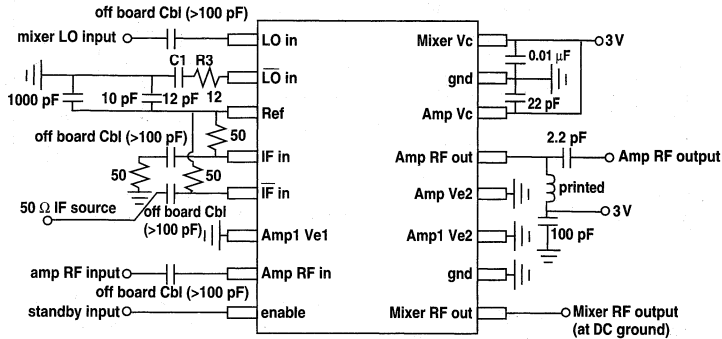 off board Cbl (>100 pF)
mixer LO input
LO in
Mixer Vc
3 V
C1 R3
0.01 µF
LO in
gnd
1000 pF
10 pF
12 pF
12
22 pF
Ref
Amp Vc
off board Cbl (>100 pF)
50
2.2 pF
IF in
Amp RF out
Amp RF output
50
50
printed
IF in
Amp Ve2
50 Ω IF source
off board Cbl
(>100 pF)
3 V
Amp1 Ve1
Amp1 Ve2
100 pF
amp RF input
Amp RF in
gnd
off board Cbl (>100 pF)
standby input
enable
Mixer RF out
Mixer RF output
(at DC ground)